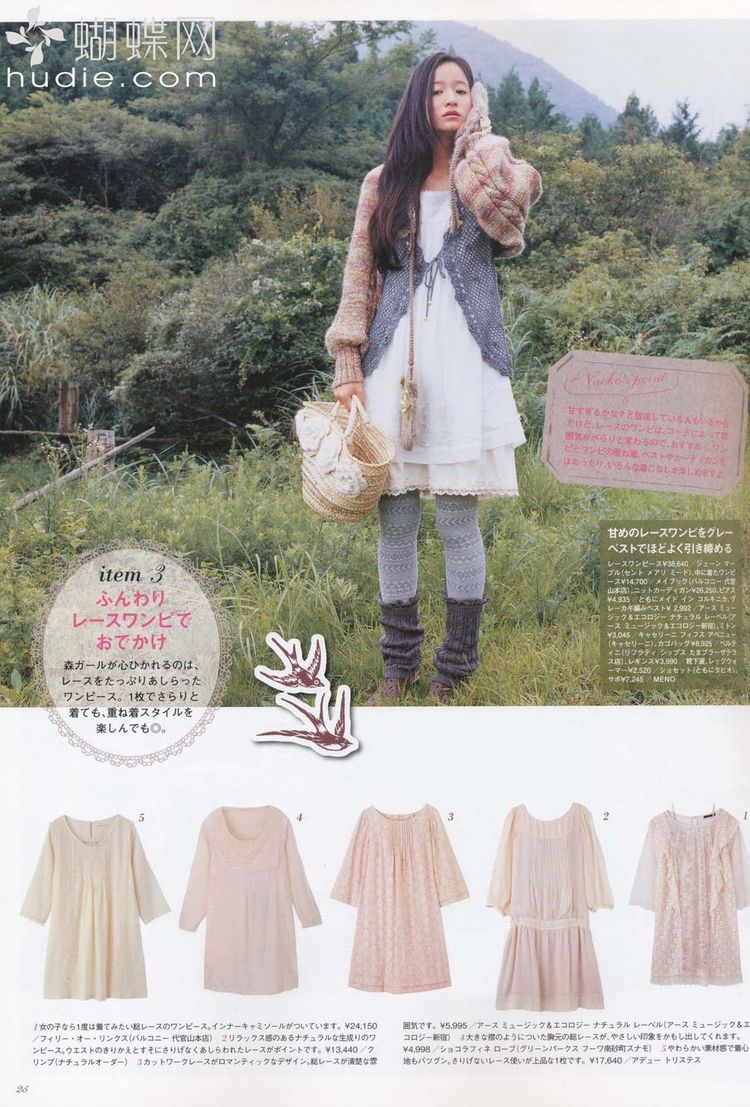 蝴蝶网
hudie.com
Naoko's point
甘すぎるかな?と敬遠している人もいるかも
だけど、レースのワンピは、コーデによって雰
囲気ががらりと変わるので、おすすめ!ワン
ピとワンピの重ね着、ベストやカーディガンを
はおったり、いろんな着こなしが楽しめますよ
甘めのレースワンピをグレー
ベストでほどよく引き締める
レースワンピース¥38,640/ジェーン マー
プル(セント メアリ ミード)、中に着たワンピ
ース¥14,700/メイブック(バルコニー 代官
山本店)、ニットカーディガン¥26,250、ピアス
¥4,935/ともにメイド イン コルキニカ、グ
レーカギ編みベスト¥2,992/アース ミュー
ジック&エコロジー ナチュラル レーベル(ア
ース ミュージック&エコロジー新宿)、ミトン
¥3,045/キャセリーニ フィフス アベニュー
(キャセリーニ)、カゴバッグ¥8,925/ベルラ
ィーニ(リフラティ シップス たまプラーザテラ
ス店)、レギンス¥3,990/靴下屋、レッグウォ
ーマー¥2,520/ショセット(ともにタビオ)、
サボ¥7,245/MENO
item 3
ふんわり
レースワンピで
おでかけ
森ガールが心ひかれるのは、
レースをたっぷりあしらった
ワンピース。1枚でさらりと
着ても、重ね着スタイルを
楽しんでも◎。
5
4
3
2
1
1女の子なら1度は着てみたい総レースのワンピース。インナーキャミソールがついています。¥24,150
/フィリー・オー・リンクス(バルコニー 代官山本店) 2リラックス感のあるナチュラルな生成りのワ
ンピース。ウエストのきりかえとすそにさりげなくあしらわれたレースがポイントです。¥13,440/ク
リンプ(ナチュラルオーダー) 3カットワークレースがロマンティックなデザイン。総レースが清楚な雰
囲気です。¥5,995/アース ミュージック&エコロジー ナチュラル レーベル(アース ミュージック&エ
コロジー新宿) 4大きな襟のようについた胸元の総レースが、やさしい印象をかもし出してくれます。
¥4,998/ショコラフィネ ローブ(グリーンパークス フーワ南砂町スナモ) 5やわらかい素材感で着心
地もバツグン。さりげないレース使いが上品な1枚です。¥17,640/アデュー トリステス
25